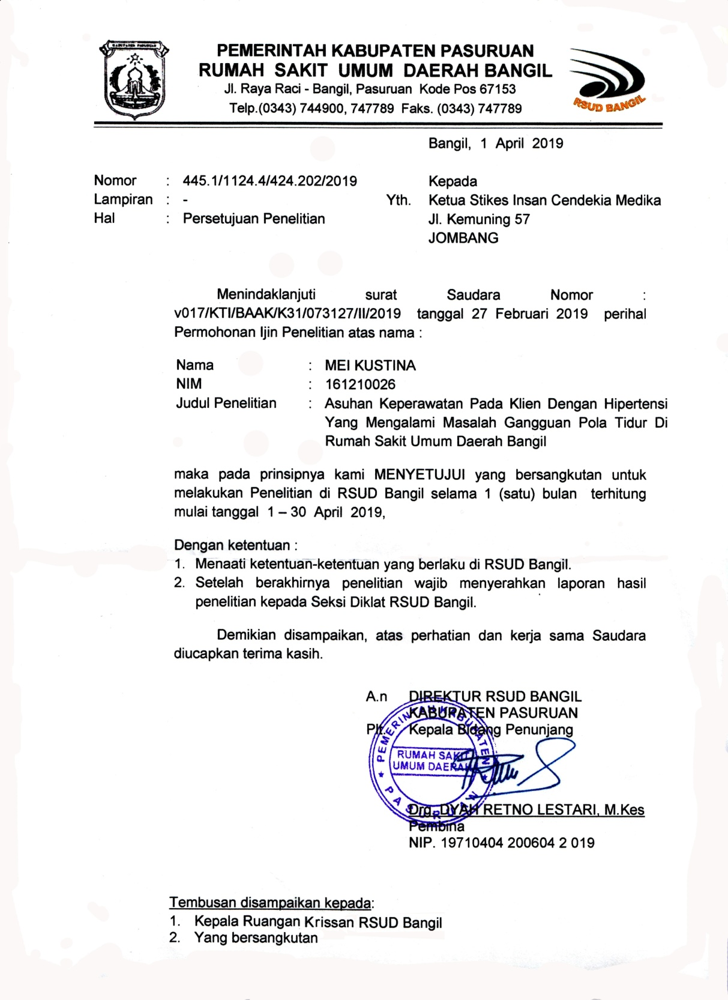 KABUPATEN PASURUAN
PEMERINTAH KABUPATEN PASURUAN
RUMAH SAKIT UMUM DAERAH BANGIL
Jl. Raya Raci - Bangil, Pasuruan Kode Pos 67153
Telp.(0343) 744900, 747789 Faks. (0343) 747789
RSUD BANGIL
Bangil, 1 April 2019
Nomor : 445.1/1124.4/424.202/2019
Lampiran : -
Hal : Persetujuan Penelitian
Kepada
Yth. Ketua Stikes Insan Cendekia Medika
Jl. Kemuning 57
JOMBANG
Menindaklanjuti surat Saudara Nomor :
v017/KTI/BAAK/K31/073127/II/2019 tanggal 27 Februari 2019 perihal
Permohonan Ijin Penelitian atas nama :
Nama : MEI KUSTINA
NIM : 161210026
Judul Penelitian : Asuhan Keperawatan Pada Klien Dengan Hipertensi
Yang Mengalami Masalah Gangguan Pola Tidur Di
Rumah Sakit Umum Daerah Bangil
maka pada prinsipnya kami MENYETUJUI yang bersangkutan untuk
melakukan Penelitian di RSUD Bangil selama 1 (satu) bulan terhitung
mulai tanggal 1 – 30 April 2019,
Dengan ketentuan :
1. Menaati ketentuan-ketentuan yang berlaku di RSUD Bangil.
2. Setelah berakhirnya penelitian wajib menyerahkan laporan hasil
penelitian kepada Seksi Diklat RSUD Bangil.
Demikian disampaikan, atas perhatian dan kerja sama Saudara
diucapkan terima kasih.
A.n DIREKTUR RSUD BANGIL
KABUPATEN PASURUAN
Plt. Kepala Bidang Penunjang
PEMERINTAH KABUPATEN
RUMAH SAKIT
UMUM DAERAH
PASURUAN
Drg. DYAH RETNO LESTARI, M.Kes
Pembina
NIP. 19710404 200604 2 019
Tembusan disampaikan kepada:
1. Kepala Ruangan Krissan RSUD Bangil
2. Yang bersangkutan